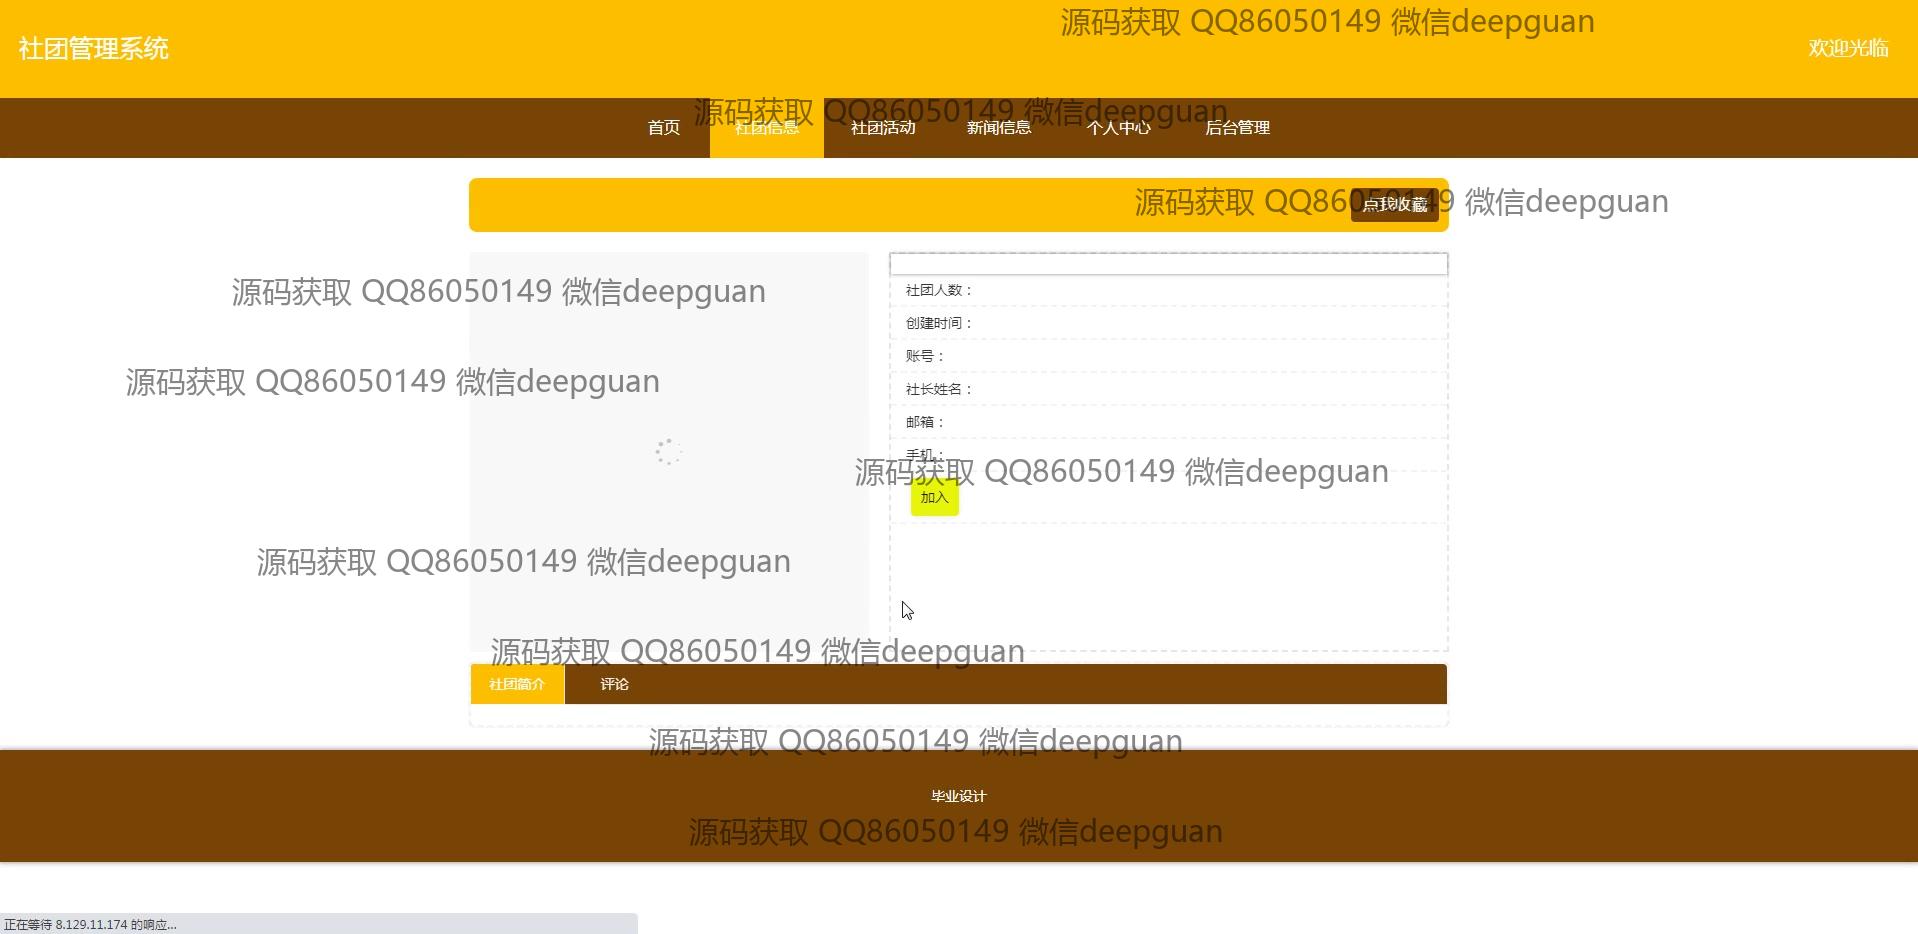 源码获取 QQ86050149 微信deepguan
社团管理系统
欢迎光临
源码获取 QQ86050149 微信deepguan
首页
社团信息
社团活动
新闻信息
个人中心
后台管理
源码获取 QQ86050149 微信deepguan
点我收藏
源码获取 QQ86050149 微信deepguan
社团人数：
创建时间：
账号：
源码获取 QQ86050149 微信deepguan
社长姓名：
邮箱：
手机：
源码获取 QQ86050149 微信deepguan
加入
源码获取 QQ86050149 微信deepguan
源码获取 QQ86050149 微信deepguan
社团简介
评论
源码获取 QQ86050149 微信deepguan
毕业设计
源码获取 QQ86050149 微信deepguan
正在等待 8.129.11.174 的响应...